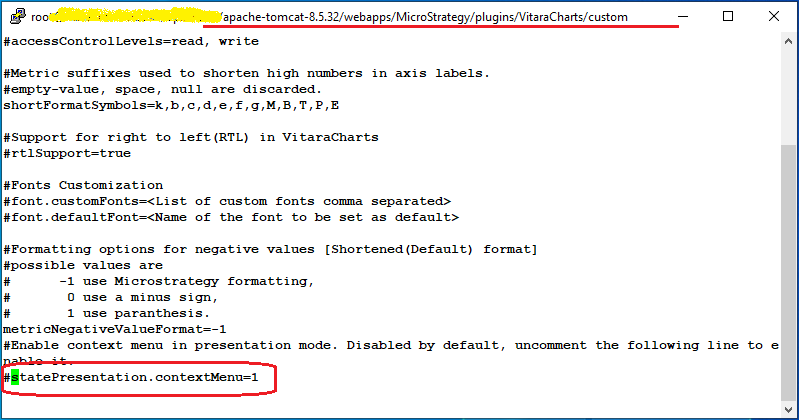 root /apache-tomcat-8.5.32/webapps/MicroStrategy/plugins/VitaraCharts/custom
#accessControlLevels=read, write
#Metric suffixes used to shorten high numbers in axis labels.
#empty-value, space, null are discarded.
shortFormatSymbols=k,b,c,d,e,f,g,M,B,T,P,E
#Support for right to left(RTL) in VitaraCharts
#rtlSupport=true
#Fonts Customization
#font.customFonts=<List of custom fonts comma separated>
#font.defaultFont=<Name of the font to be set as default>
#Formatting options for negative values [Shortened(Default) format]
#possible values are
#      -1 use Microstrategy formatting,
#       0 use a minus sign,
#       1 use paranthesis.
metricNegativeValueFormat=-1
#Enable context menu in presentation mode. Disabled by default, uncomment the following line to e
nable it.
#statePresentation.contextMenu=1